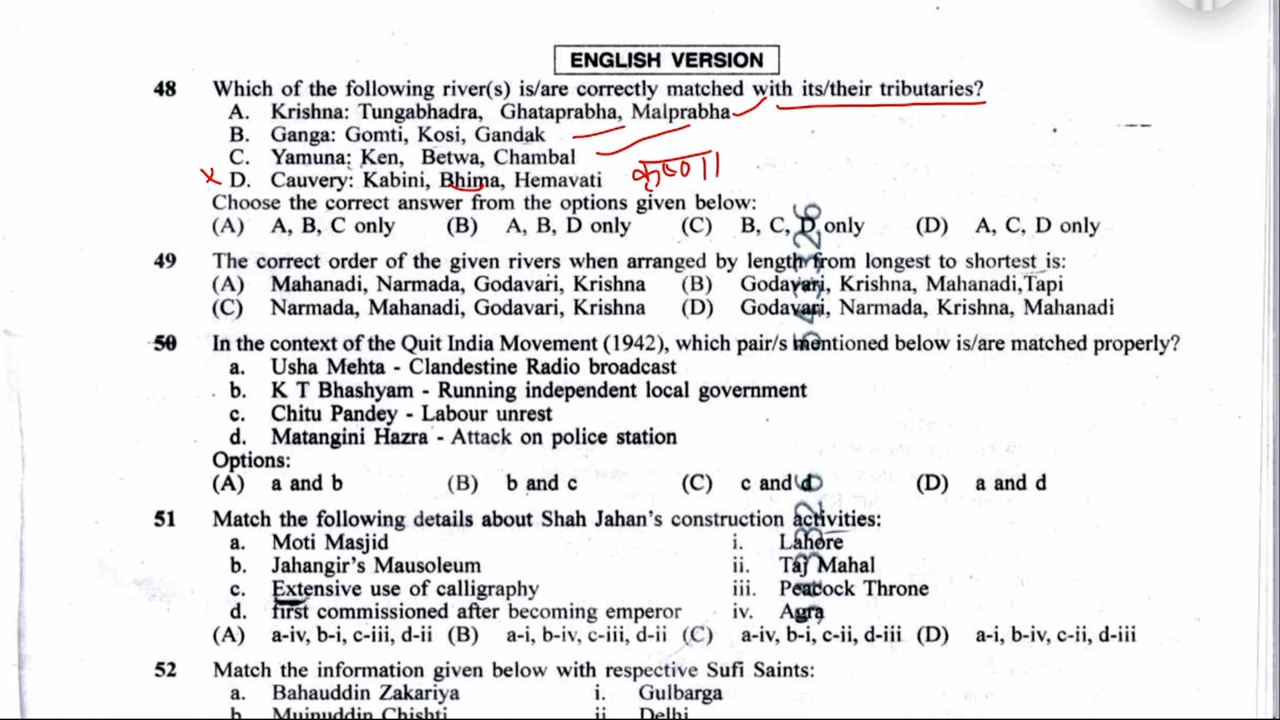 ENGLISH VERSION
48 Which of the following river(s) is/are correctly matched with its/their tributaries?
A. Krishna: Tungabhadra, Ghataprabha, Malprabha
B. Ganga: Gomti, Kosi, Gandak
C. Yamuna: Ken, Betwa, Chambal
x D. Cauvery: Kabini, Bhima, Hemavati
Choose the correct answer from the options given below:
(A) A, B, C only (B) A, B, D only (C) B, C, D only (D) A, C, D only
49 The correct order of the given rivers when arranged by length from longest to shortest is:
(A) Mahanadi, Narmada, Godavari, Krishna (B) Godavari, Krishna, Mahanadi,Tapi
(C) Narmada, Mahanadi, Godavari, Krishna (D) Godavari, Narmada, Krishna, Mahanadi
50 In the context of the Quit India Movement (1942), which pair/s mentioned below is/are matched properly?
a. Usha Mehta - Clandestine Radio broadcast
b. K T Bhashyam - Running independent local government
c. Chitu Pandey - Labour unrest
d. Matangini Hazra - Attack on police station
Options:
(A) a and b (B) b and c (C) c and d (D) a and d
51 Match the following details about Shah Jahan's construction activities:
a. Moti Masjid i. Lahore
b. Jahangir's Mausoleum ii. Taj Mahal
c. Extensive use of calligraphy iii. Peacock Throne
d. first commissioned after becoming emperor iv. Agra
(A) a-iv, b-i, c-iii, d-ii (B) a-i, b-iv, c-iii, d-ii (C) a-iv, b-i, c-ii, d-iii (D) a-i, b-iv, c-ii, d-iii
52 Match the information given below with respective Sufi Saints:
a. Bahauddin Zakariya i. Gulbarga
b. Muinuddin Chishti ii. Delhi